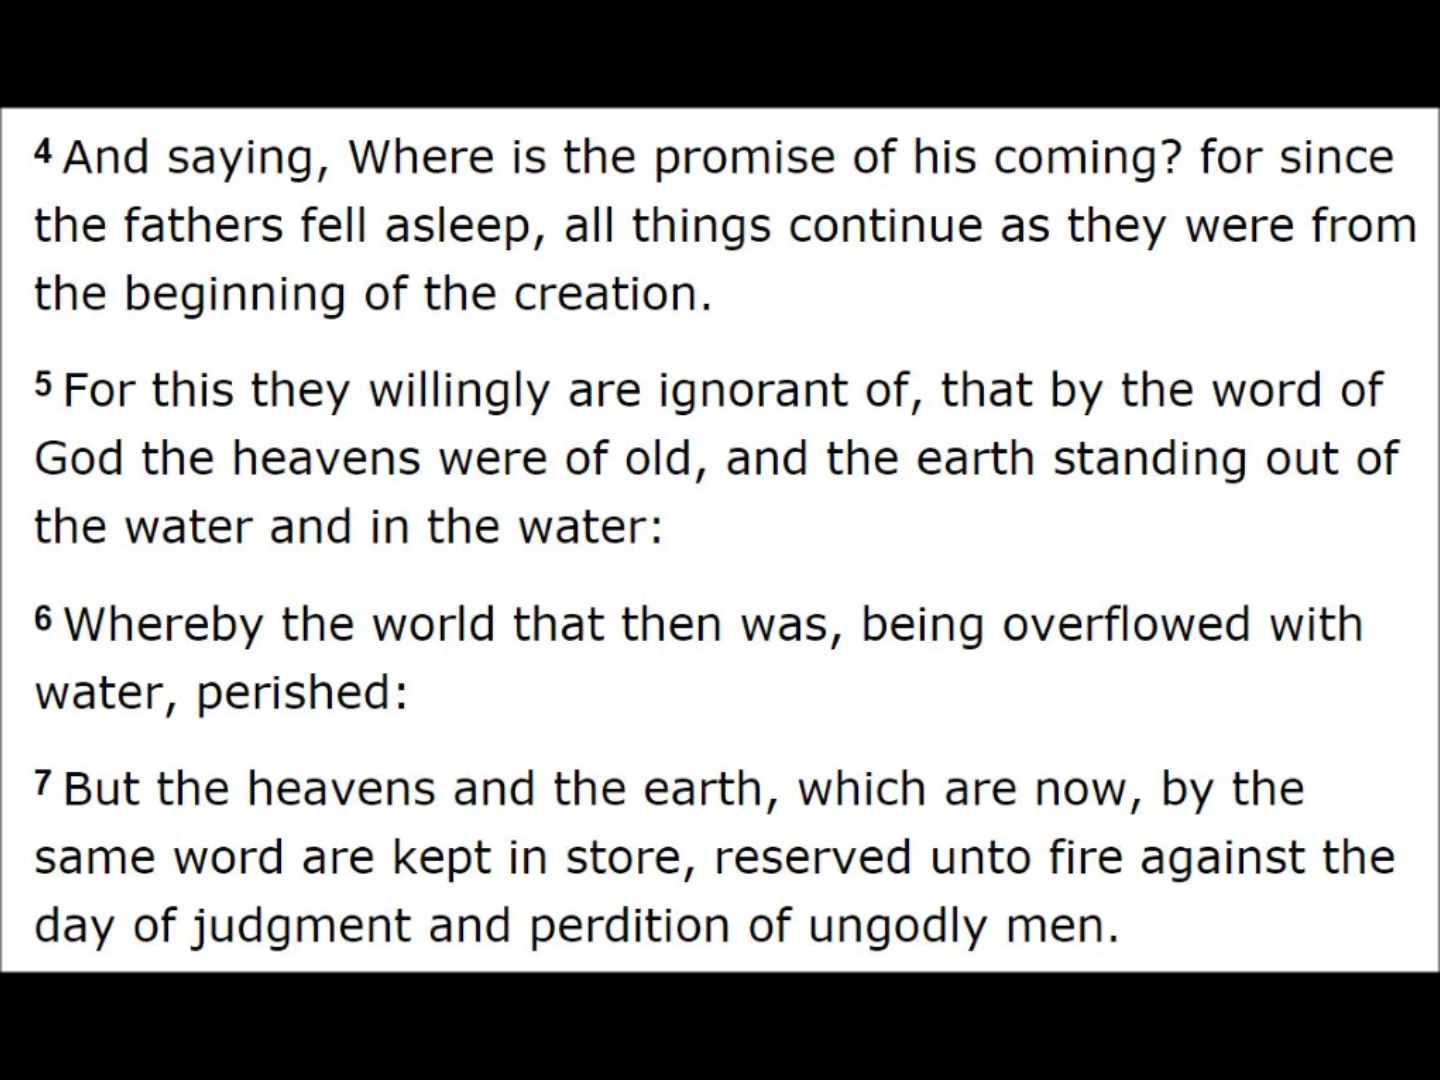 4 And saying, Where is the promise of his coming? for since
the fathers fell asleep, all things continue as they were from
the beginning of the creation.
5 For this they willingly are ignorant of, that by the word of
God the heavens were of old, and the earth standing out of
the water and in the water:
6 Whereby the world that then was, being overflowed with
water, perished:
7 But the heavens and the earth, which are now, by the
same word are kept in store, reserved unto fire against the
day of judgment and perdition of ungodly men.